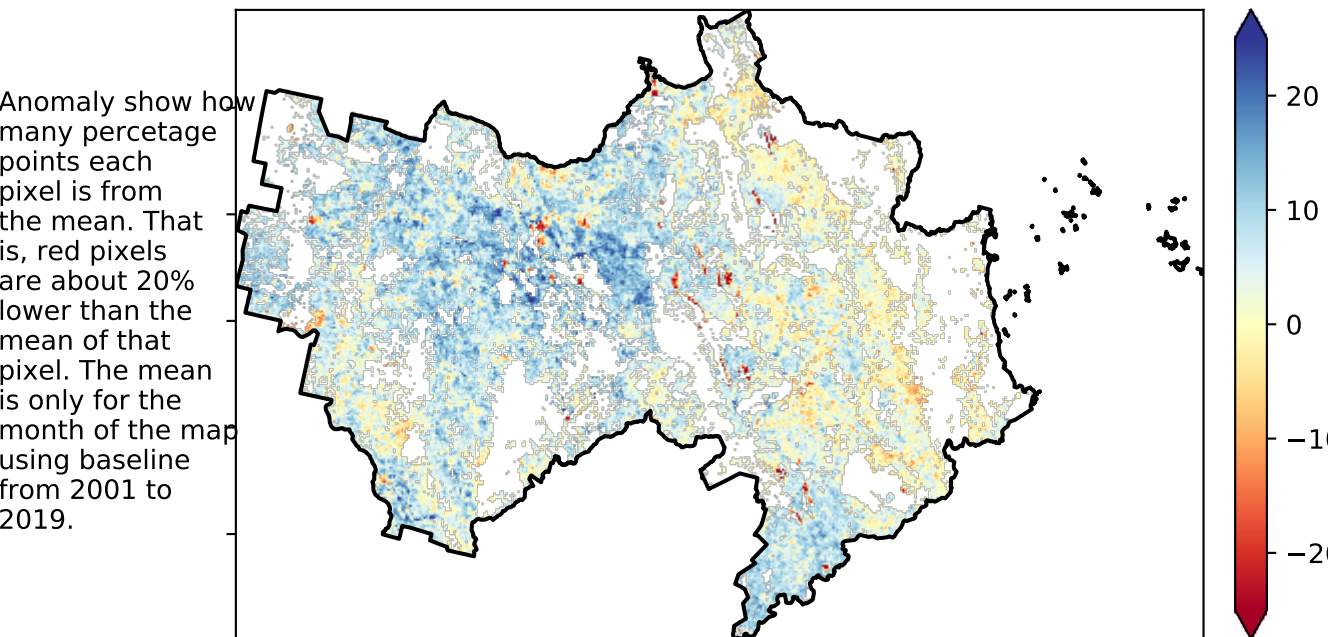 Anomaly show how
many percetage
points each
pixel is from
the mean. That
is, red pixels
are about 20%
lower than the
mean of that
pixel. The mean
is only for the
month of the map
using baseline
from 2001 to
2019.
20
10
0
−10
−20